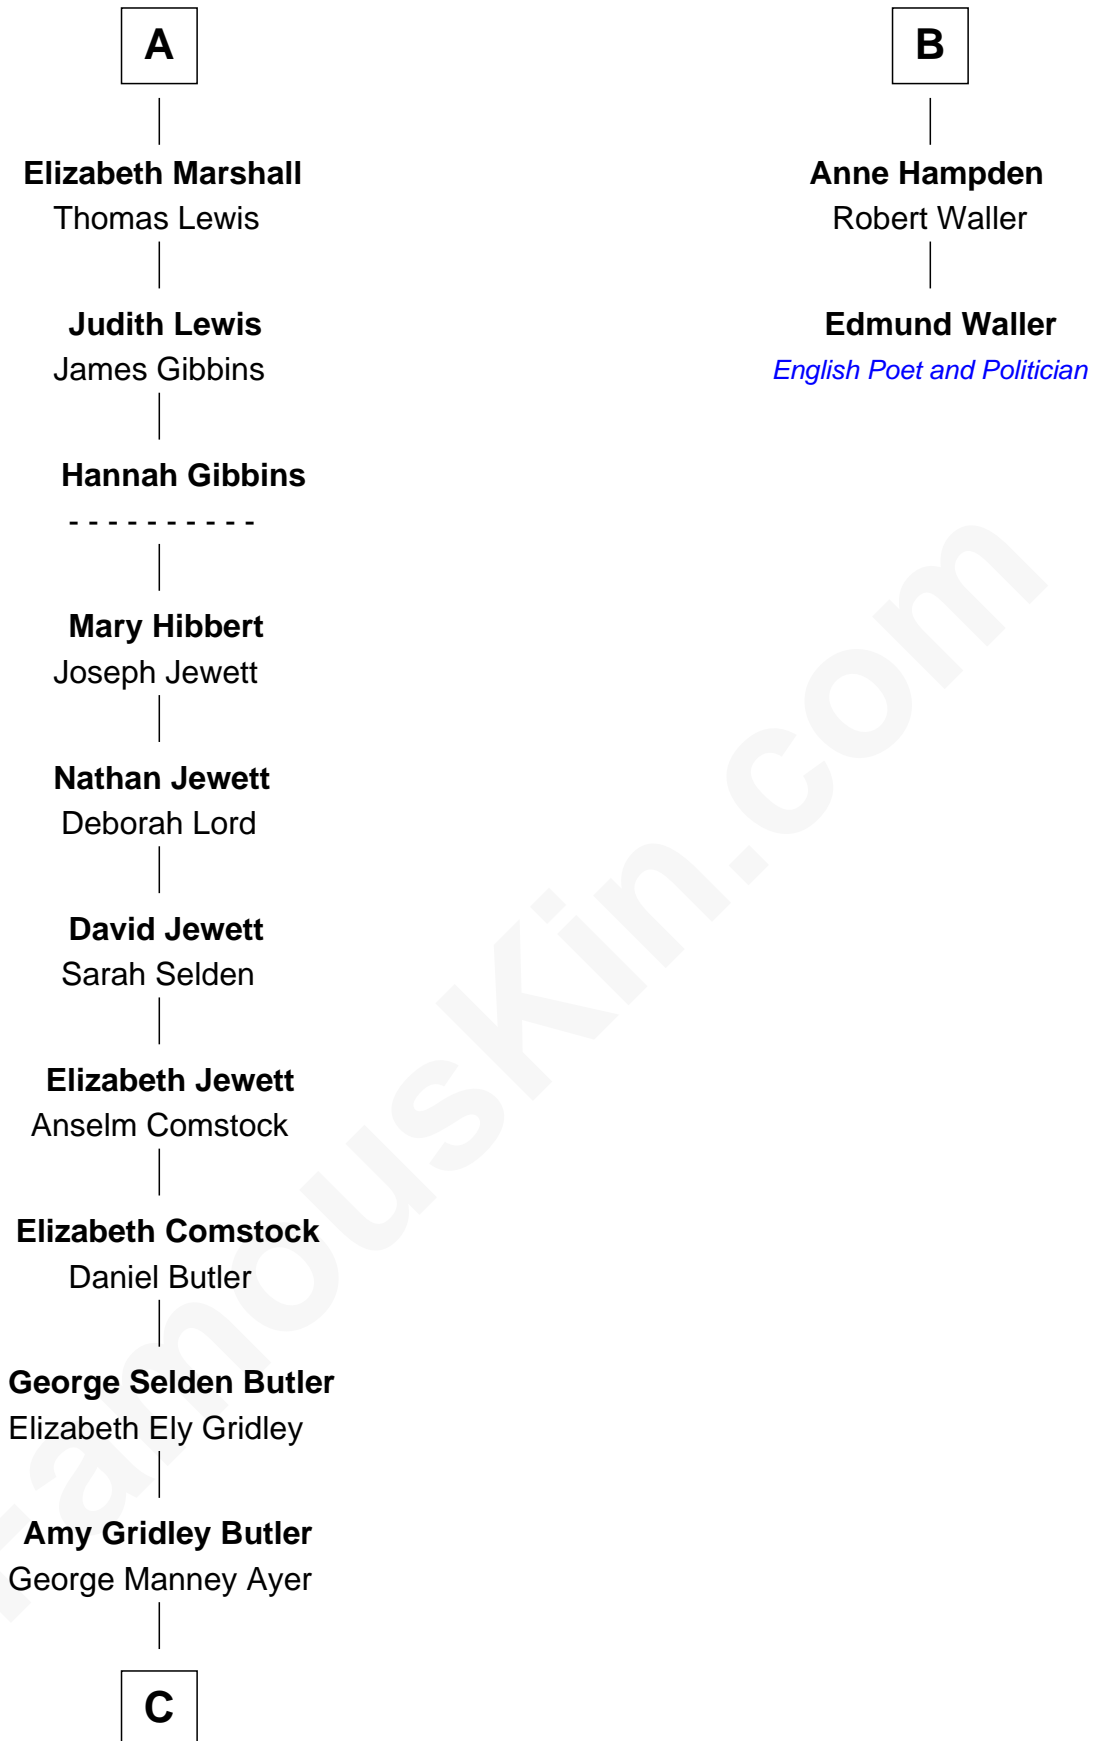 A
Elizabeth Marshall
Thomas Lewis
Judith Lewis
James Gibbins
Hannah Gibbins
- - - - - - - - - -
Mary Hibbert
Joseph Jewett
Nathan Jewett
Deborah Lord
David Jewett
Sarah Selden
Elizabeth Jewett
Anselm Comstock
Elizabeth Comstock
Daniel Butler
George Selden Butler
Elizabeth Ely Gridley
Amy Gridley Butler
George Manney Ayer
C
B
Anne Hampden
Robert Waller
Edmund Waller
English Poet and Politician
FamousKin.com